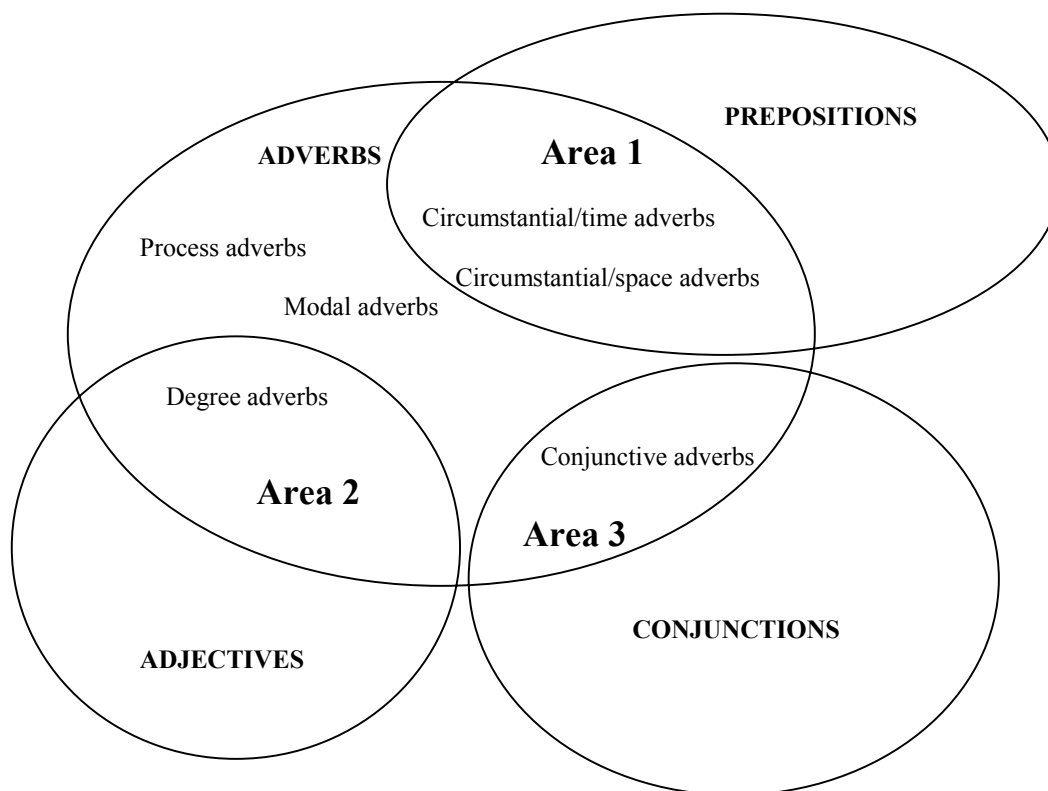 PREPOSITIONS
ADVERBS
Area 1
Circumstantial/time adverbs
Process adverbs
Circumstantial/space adverbs
Modal adverbs
Degree adverbs
Conjunctive adverbs
Area 2
Area 3
CONJUNCTIONS
ADJECTIVES